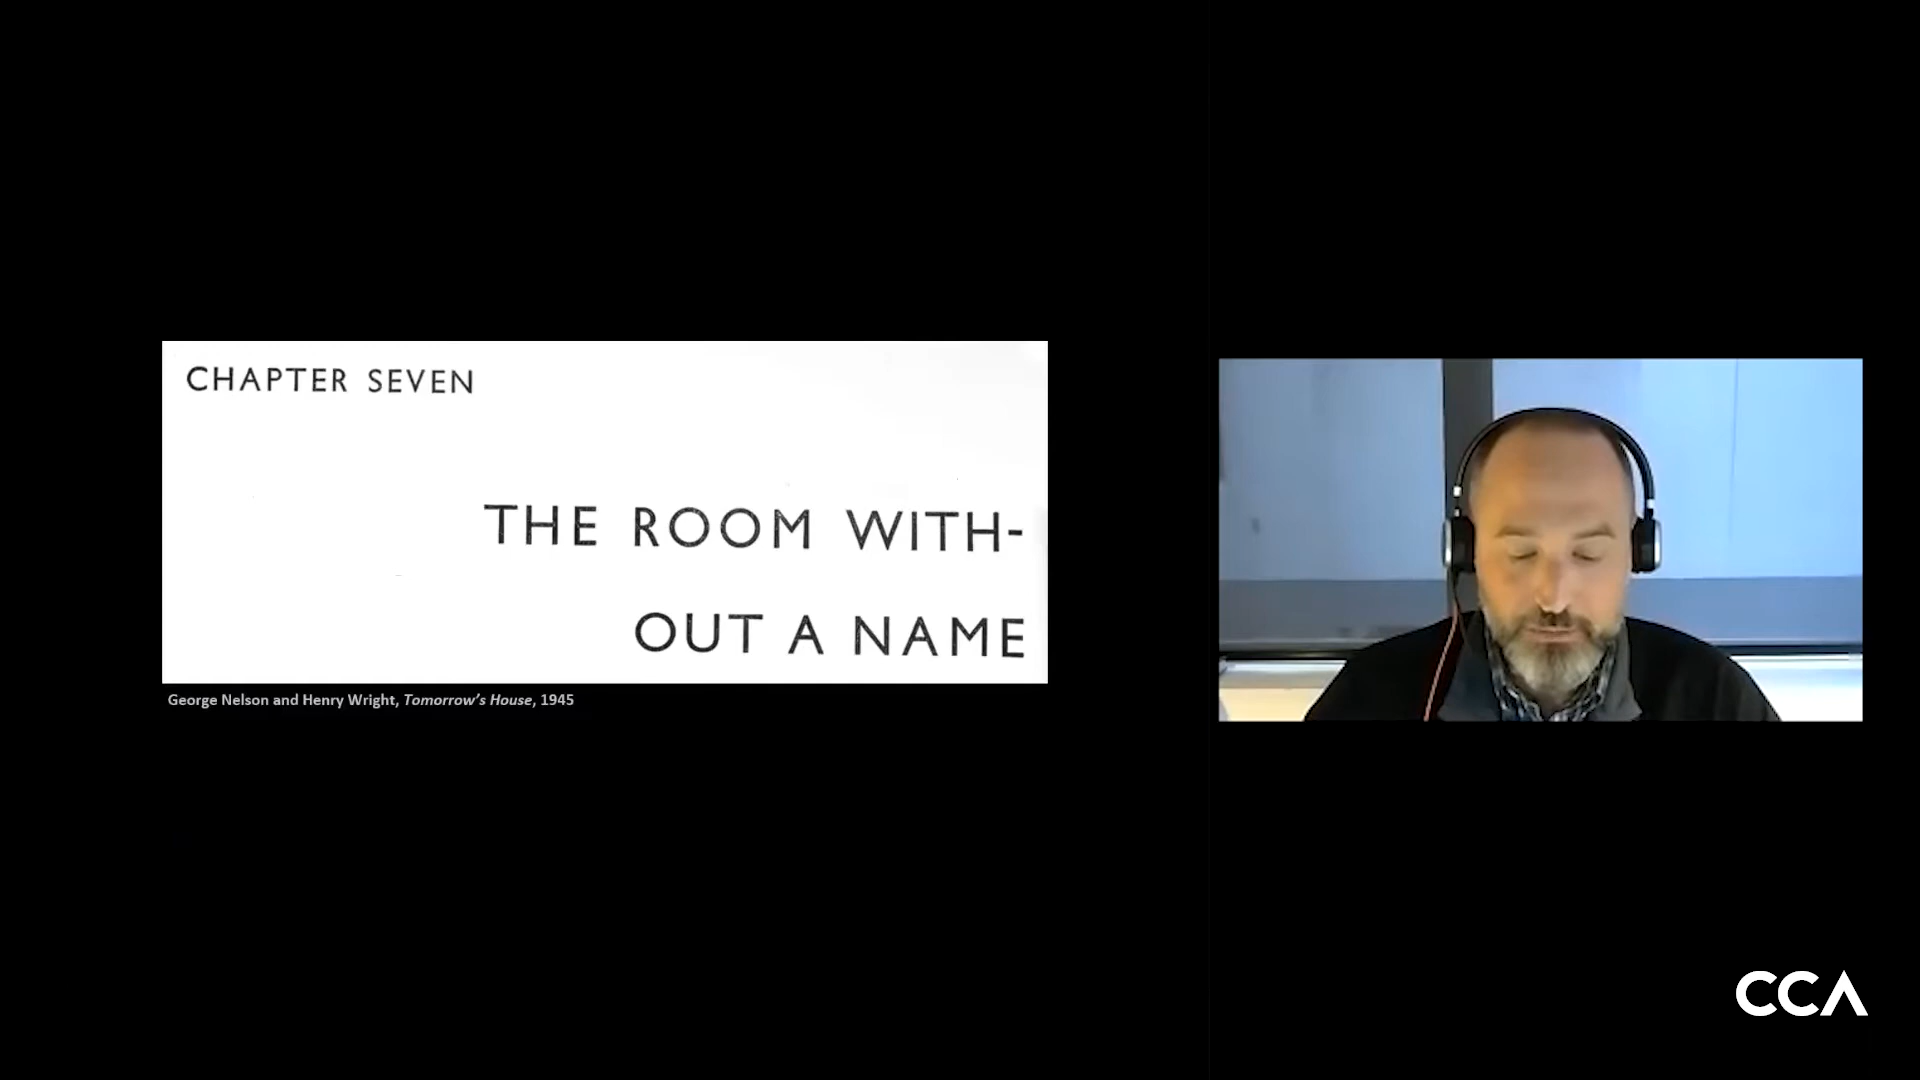 CHAPTER SEVEN
THE ROOM WITH-
OUT A NAME
George Nelson and Henry Wright, Tomorrow's House, 1945
CCA